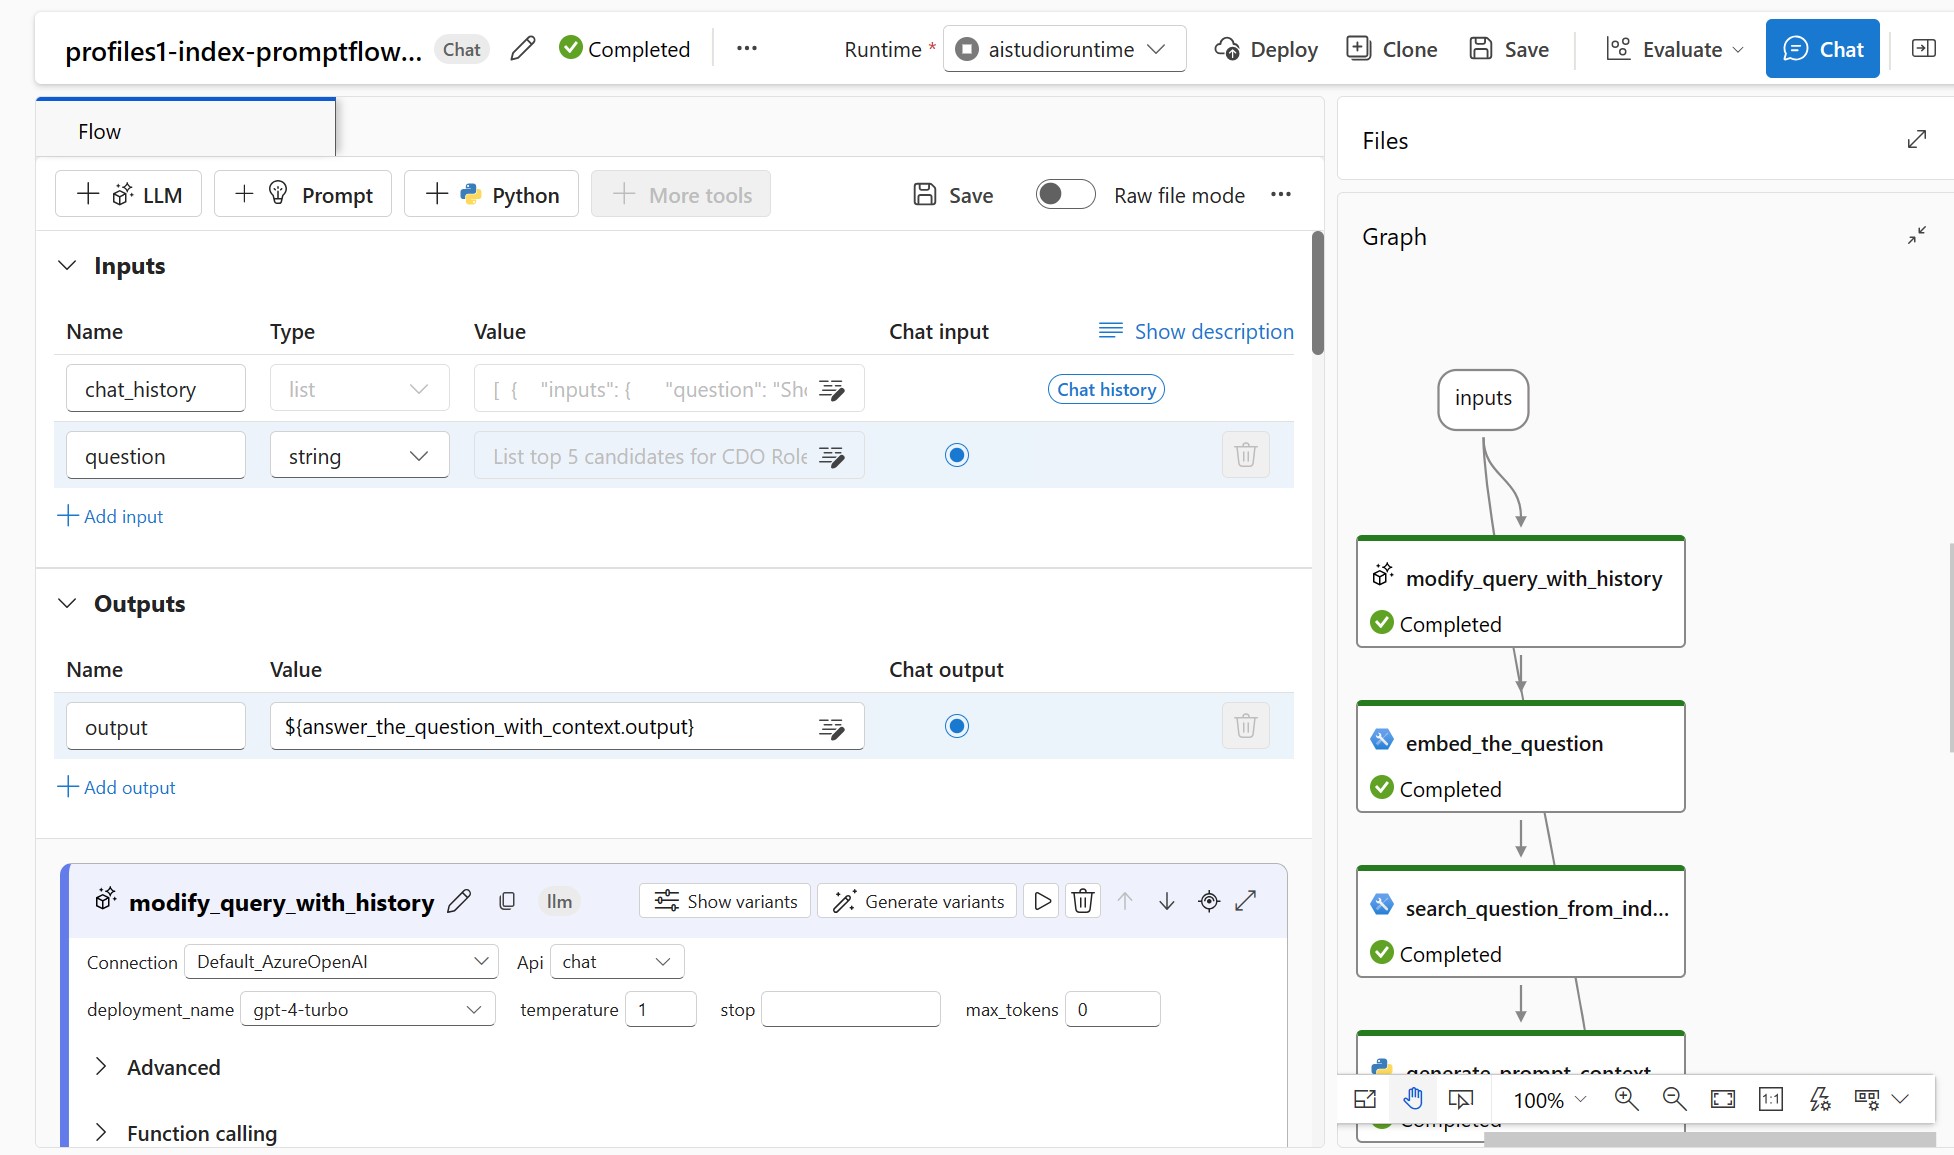 profiles1-index-promptflow... Chat Completed ... Runtime * aistudioruntime Deploy Clone Save Evaluate Chat
Flow
LLM Prompt Python More tools Save Raw file mode ...
Inputs
Name Type Value Chat input Show description
chat_history list [ { "inputs": { "question": "Sho Chat history
question string List top 5 candidates for CDO Role
Add input
Outputs
Name Value Chat output
output ${answer_the_question_with_context.output}
Add output
modify_query_with_history llm Show variants Generate variants
Connection Default_AzureOpenAI Api chat
deployment_name gpt-4-turbo temperature 1 stop max_tokens 0
Advanced
Function calling
Files
Graph
inputs
modify_query_with_history
Completed
embed_the_question
Completed
search_question_from_ind...
Completed
generate_prompt_context
100% 1:1
Completed